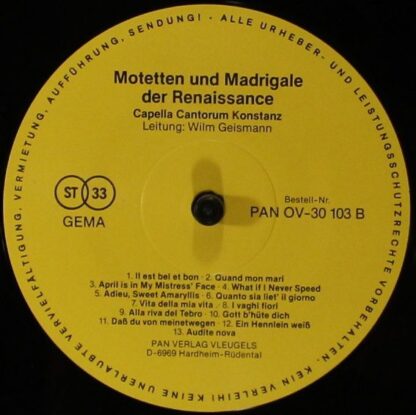 ALLE URHEBER- UND LEISTUNGSSCHUTZRECHTE VORBEHALTEN. KEIN VERLEIH! KEINE UNERLAUBTE VERVIELFÄLTIGUNG, VERMIETUNG, AUFFÜHRUNG, SENDUNG! -
Motetten und Madrigale
der Renaissance
Capella Cantorum Konstanz
Leitung: Wilm Geismann
ST 33
GEMA
Bestell-Nr.
PAN OV-30 103 B
1. Il est bel et bon · 2. Quand mon mari
3. April is in My Mistress' Face · 4. What if I Never Speed
5. Adieu, Sweet Amaryllis · 6. Quanto sia liet' il giorno
7. Vita della mia vita · 8. I vaghi fiori
9. Alla riva del Tebro · 10. Gott b'hüte dich
11. Daß du von meinetwegen · 12. Ein Hennlein weiß
13. Audite nova
PAN VERLAG VLEUGELS
D-6969 Hardheim-Rüdental